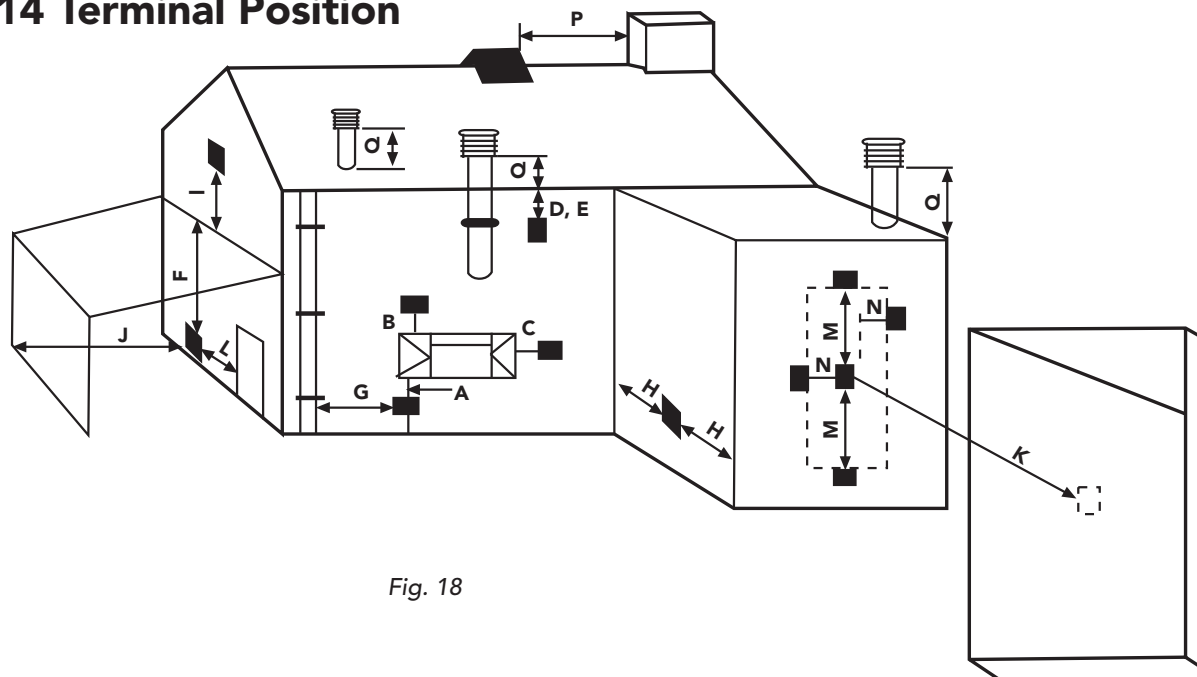 14 Terminal Position
P
Q
Q
D, E
Q
I
F
J
L
B
C
A
G
H
H
M
N
N
M
K
Fig. 18